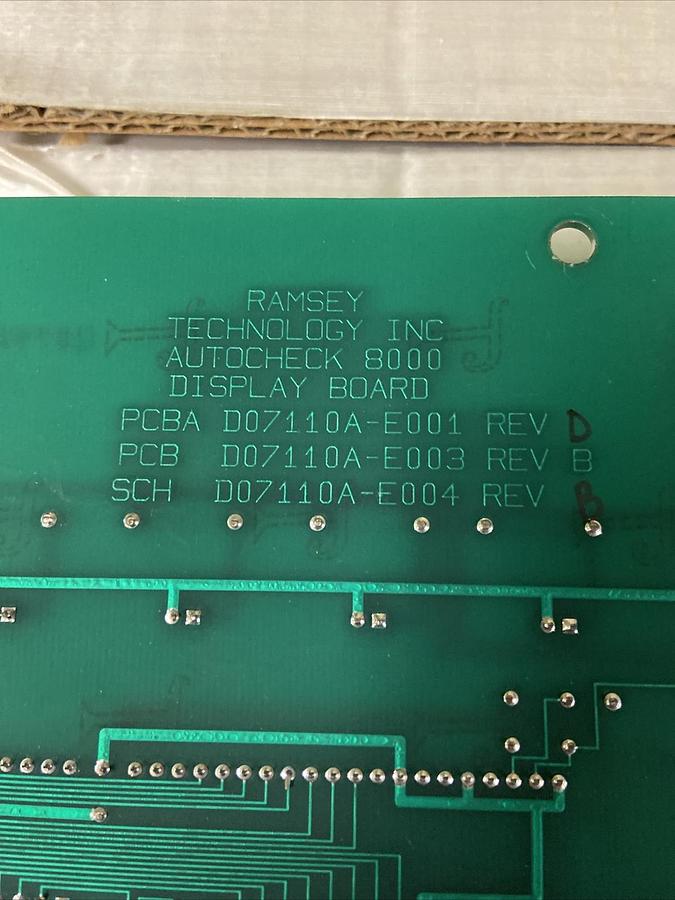 RAMSEY
TECHNOLOGY INC
AUTOCHECK 8000
DISPLAY BOARD
PCBA D07110A-E001 REV D
PCB D07110A-E003 REV B
SCH D07110A-E004 REV B